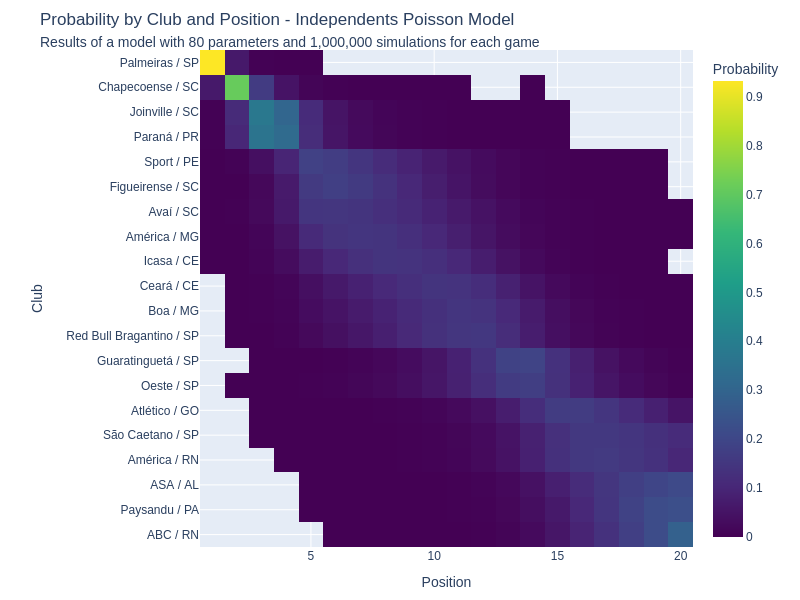 Probability by Club and Position - Independents Poisson Model
Results of a model with 80 parameters and 1,000,000 simulations for each game
Probability
Palmeiras / SP
Chapecoense / SC
Joinville / SC
Paraná / PR
Sport / PE
Figueirense / SC
Avaí / SC
América / MG
Icasa / CE
Ceará / CE
Boa / MG
Red Bull Bragantino / SP
Guaratinguetá / SP
Oeste / SP
Atlético / GO
São Caetano / SP
América / RN
ASA / AL
Paysandu / PA
ABC / RN
Club
5
10
15
20
Position
0.9
0.8
0.7
0.6
0.5
0.4
0.3
0.2
0.1
0